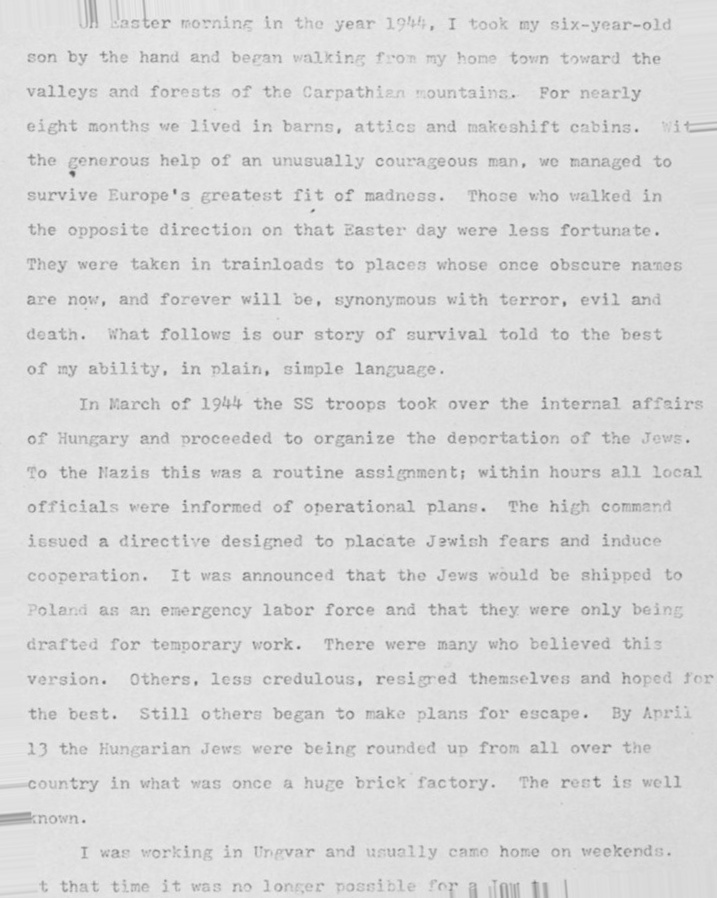 On Easter morning in the year 1944, I took my six-year-old
son by the hand and began walking from my home town toward the
valleys and forests of the Carpathian mountains. For nearly
eight months we lived in barns, attics and makeshift cabins. Wit
the generous help of an unusually courageous man, we managed to
survive Europe's greatest fit of madness. Those who walked in
the opposite direction on that Easter day were less fortunate.
They were taken in trainloads to places whose once obscure names
are now, and forever will be, synonymous with terror, evil and
death. What follows is our story of survival told to the best
of my ability, in plain, simple language.
In March of 1944 the SS troops took over the internal affairs
of Hungary and proceeded to organize the deportation of the Jews.
To the Nazis this was a routine assignment; within hours all local
officials were informed of operational plans. The high command
issued a directive designed to placate Jewish fears and induce
cooperation. It was announced that the Jews would be shipped to
Poland as an emergency labor force and that they were only being
drafted for temporary work. There were many who believed this
version. Others, less credulous, resigned themselves and hoped for
the best. Still others began to make plans for escape. By April
13 the Hungarian Jews were being rounded up from all over the
country in what was once a huge brick factory. The rest is well
known.
I was working in Ungvar and usually came home on weekends.
t that time it was no longer possible for a Jew